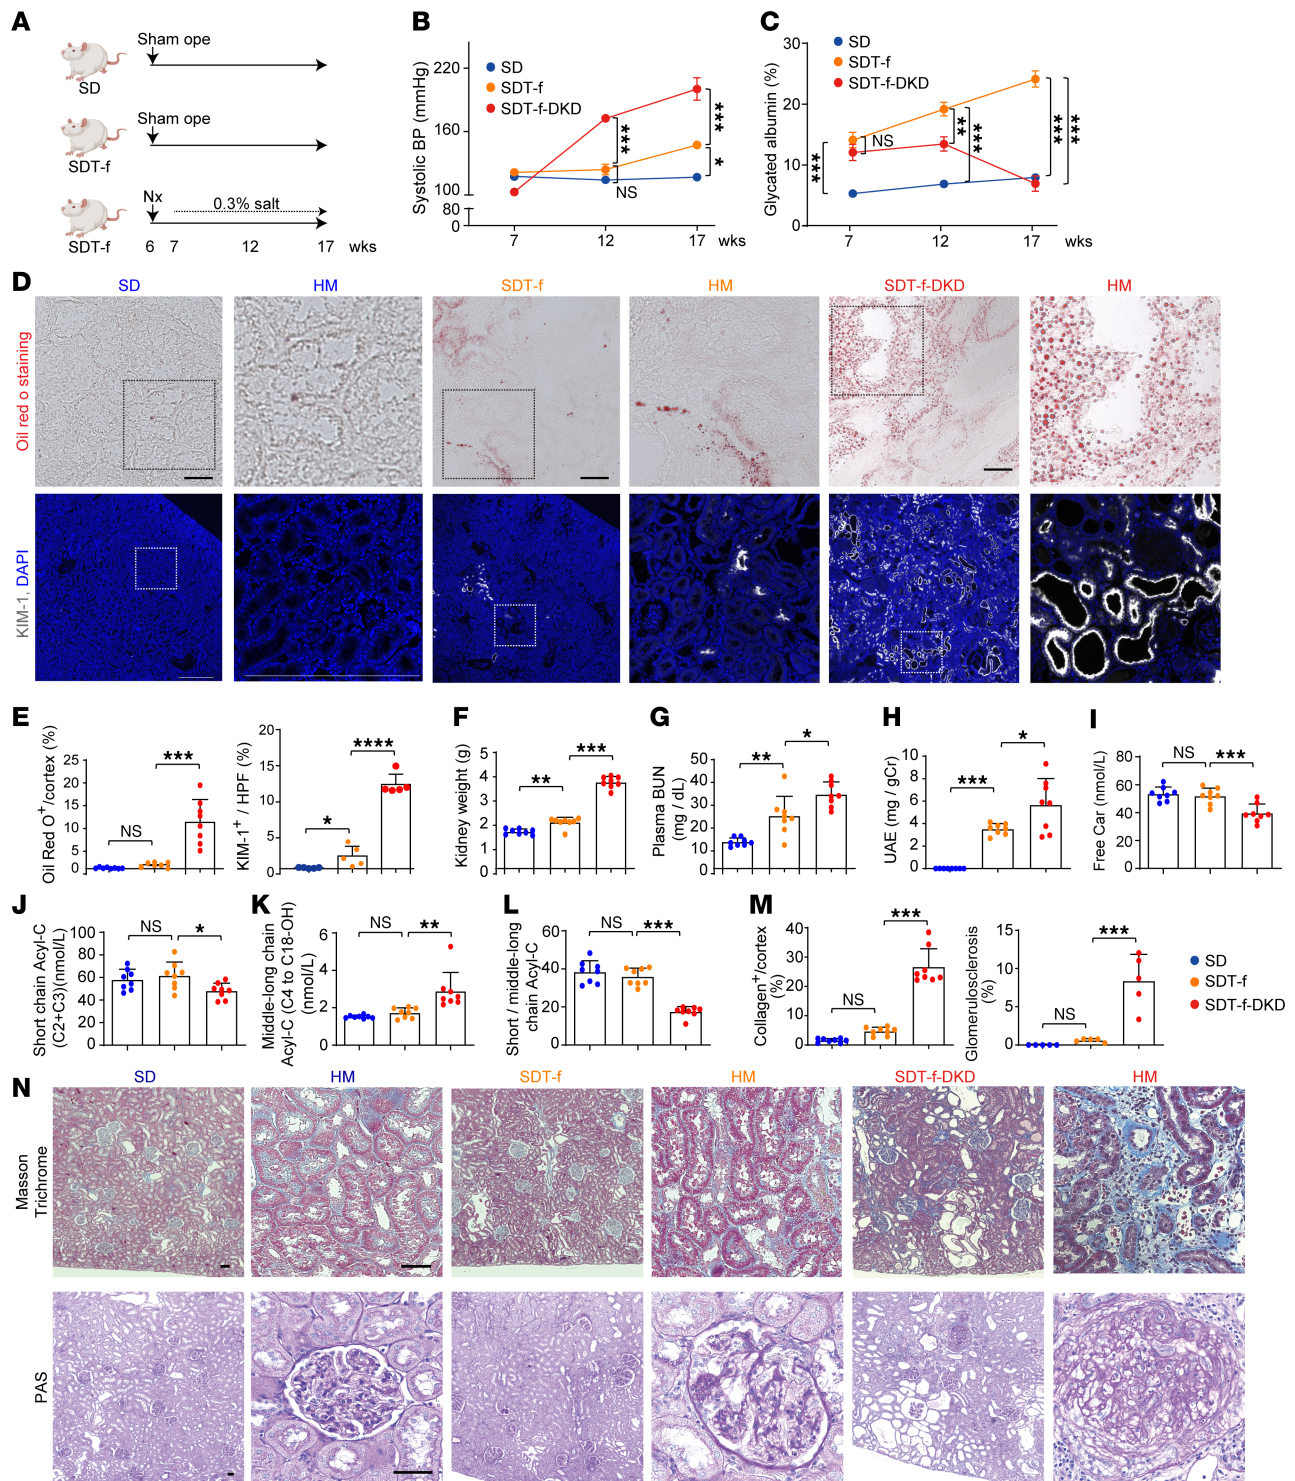 A
Sham ope
SD
Sham ope
SDT-f
Nx
0.3% salt
SDT-f
6 7 12 17 wks
B
Systolic BP (mmHg)
220
160
100
80
0
SD
SDT-f
SDT-f-DKD
***
***
*
NS
7 12 17 wks
C
Glycated albumin (%)
30
20
10
0
SD
SDT-f
SDT-f-DKD
***
NS
**
***
***
***
7 12 17 wks
D
SD HM SDT-f HM SDT-f-DKD HM
Oil red o staining
KIM-1, DAPI
E
Oil Red O+/cortex (%)
25
20
15
10
5
0
NS
***
KIM-1+ / HPF (%)
20
15
10
5
0
*
****
F
Kidney weight (g)
5
4
3
2
1
0
**
***
G
Plasma BUN
(mg / dL)
50
40
30
20
10
0
**
*
H
UAE (mg / gCr)
10
8
6
4
2
0
***
*
I
Free Car (nmol/L)
80
60
40
20
0
NS
***
J
Short chain Acyl-C
(C2+C3)(nmol/L)
100
80
60
40
20
0
NS
*
K
Middle-long chain
Acyl-C (C4 to C18-OH)
(nmol/L)
6
4
2
0
NS
**
L
Short / middle-long
chain Acyl-C
60
40
20
0
NS
***
M
Collagen+/cortex
(%)
40
30
20
10
0
NS
***
Glomerulosclerosis
(%)
15
10
5
0
NS
***
SD
SDT-f
SDT-f-DKD
N
SD HM SDT-f HM SDT-f-DKD HM
Masson
Trichrome
PAS